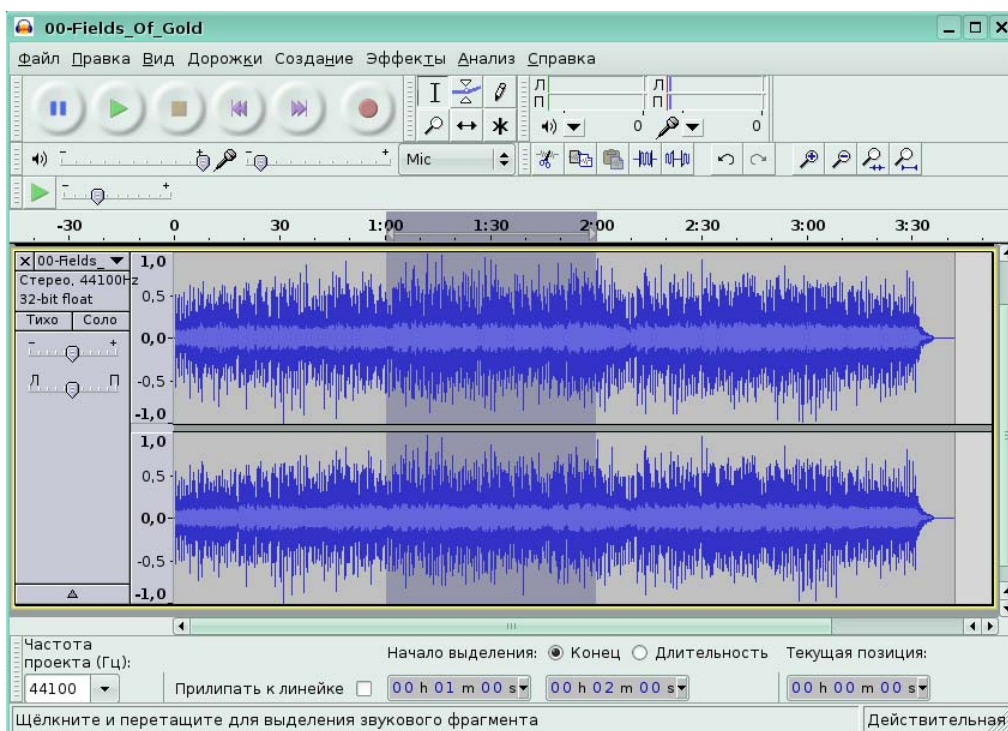 00-Fields_Of_Gold
Файл Правка Вид Дорожки Создание Эффекты Анализ Справка
Л
П
Л
П
0
0
Mic
-30 0 30 1:00 1:30 2:00 2:30 3:00 3:30
00-Fields_
Стерео, 44100Hz
32-bit float
Тихо Соло
- +
Л П
1,0
0,5
0,0
-0,5
-1,0
1,0
0,5
0,0
-0,5
-1,0
Частота
проекта (Гц):
44100
Начало выделения: Конец Длительность Текущая позиция:
Прилипать к линейке 00 h 01 m 00 s 00 h 02 m 00 s 00 h 00 m 00 s
Щёлкните и перетащите для выделения звукового фрагмента
Действительная